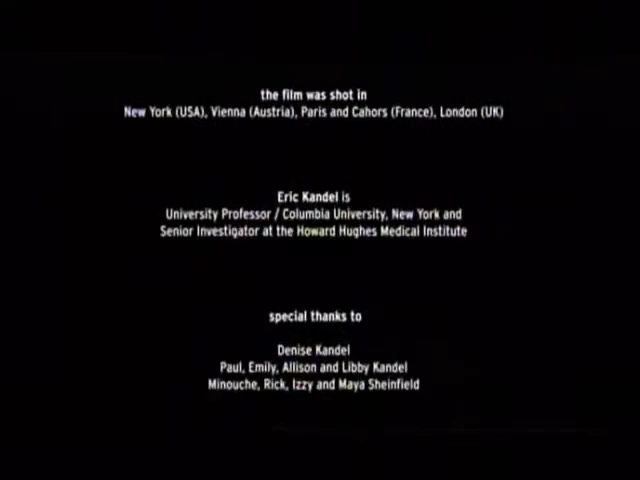 the film was shot in
New York (USA), Vienna (Austria), Paris and Cahors (France), London (UK)
Eric Kandel is
University Professor / Columbia University, New York and
Senior Investigator at the Howard Hughes Medical Institute
special thanks to
Denise Kandel
Paul, Emily, Allison and Libby Kandel
Minouche, Rick, Izzy and Maya Sheinfield